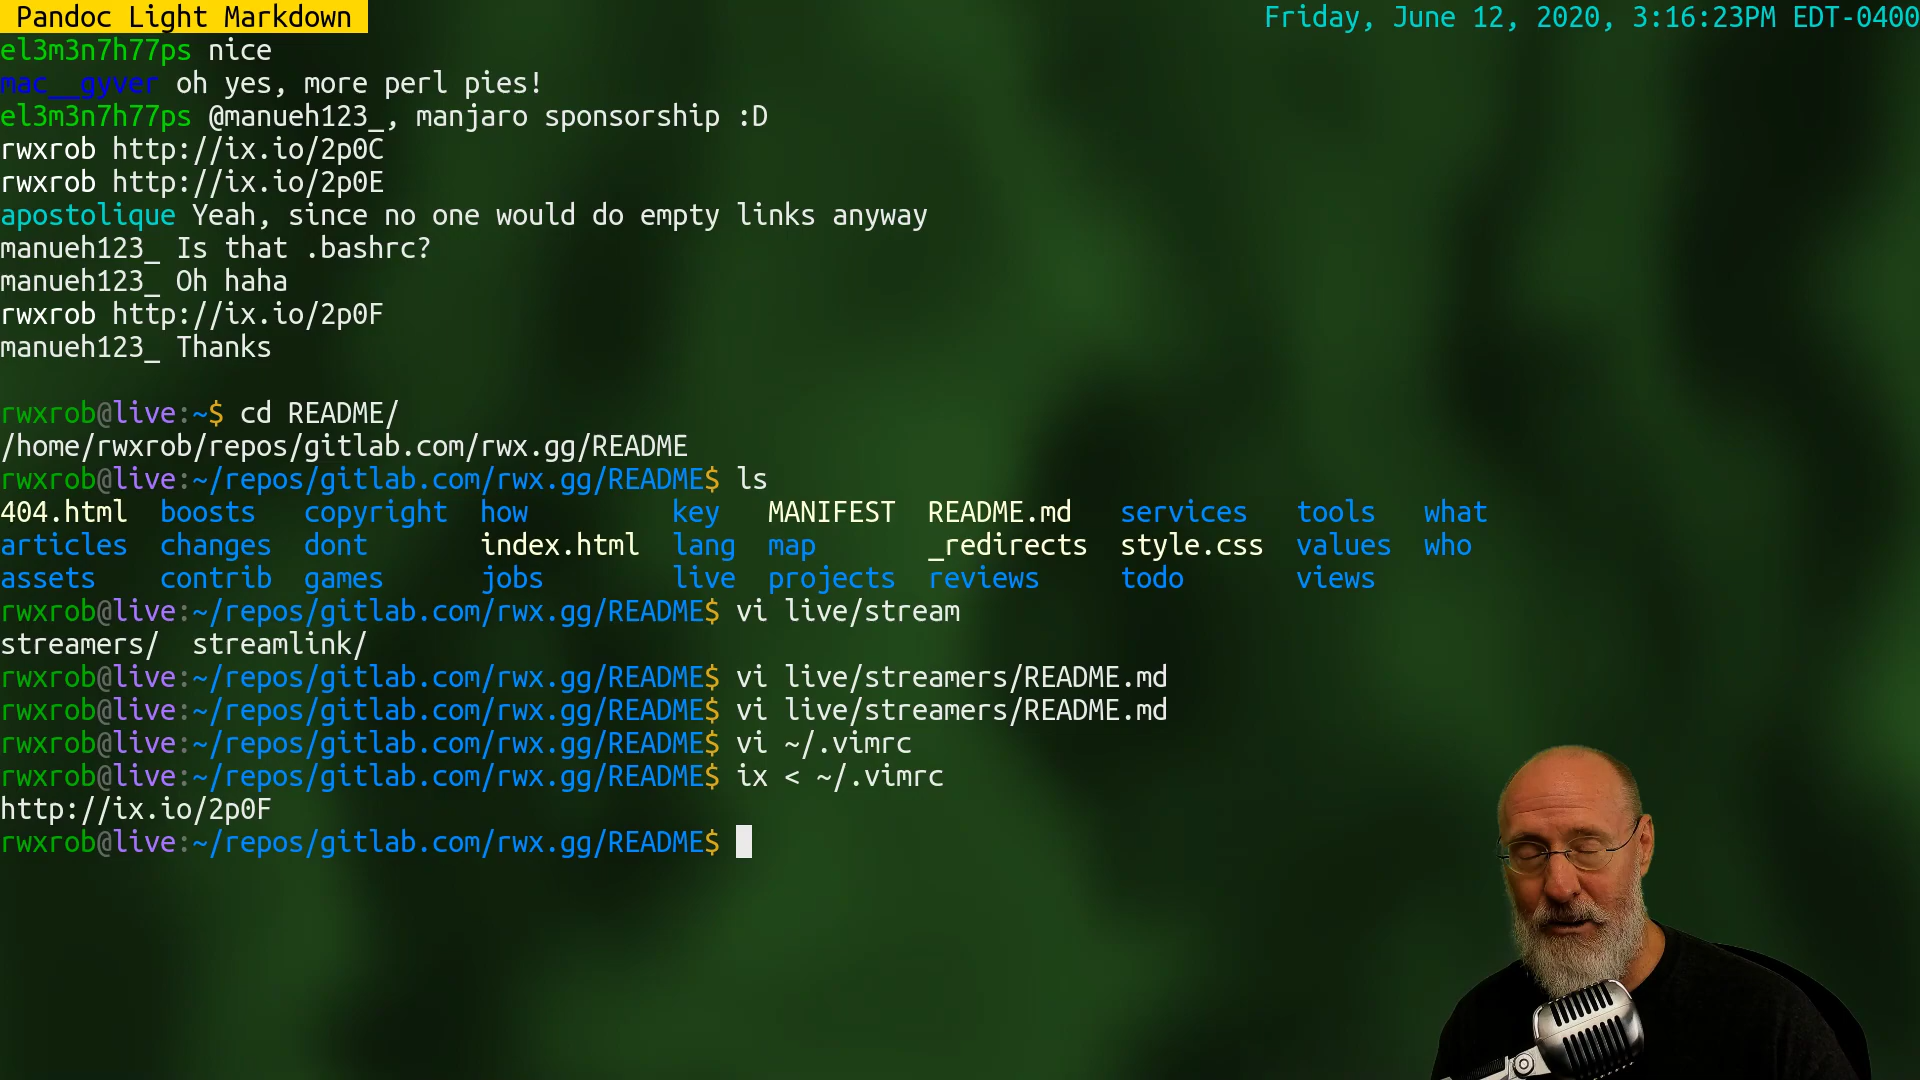 Pandoc Light Markdown
Friday, June 12, 2020, 3:16:23PM EDT-0400
el3m3n7h77ps nice
mac__gyver oh yes, more perl pies!
el3m3n7h77ps @manueh123_, manjaro sponsorship :D
rwxrob http://ix.io/2p0C
rwxrob http://ix.io/2p0E
apostolique Yeah, since no one would do empty links anyway
manueh123_ Is that .bashrc?
manueh123_ Oh haha
rwxrob http://ix.io/2p0F
manueh123_ Thanks
rwxrob@live:~$ cd README/
/home/rwxrob/repos/gitlab.com/rwx.gg/README
rwxrob@live:~/repos/gitlab.com/rwx.gg/README$ ls
404.html boosts copyright how key MANIFEST README.md services tools what
articles changes dont index.html lang map _redirects style.css values who
assets contrib games jobs live projects reviews todo views
rwxrob@live:~/repos/gitlab.com/rwx.gg/README$ vi live/stream
streamers/ streamlink/
rwxrob@live:~/repos/gitlab.com/rwx.gg/README$ vi live/streamers/README.md
rwxrob@live:~/repos/gitlab.com/rwx.gg/README$ vi live/streamers/README.md
rwxrob@live:~/repos/gitlab.com/rwx.gg/README$ vi ~/.vimrc
rwxrob@live:~/repos/gitlab.com/rwx.gg/README$ ix < ~/.vimrc
http://ix.io/2p0F
rwxrob@live:~/repos/gitlab.com/rwx.gg/README$